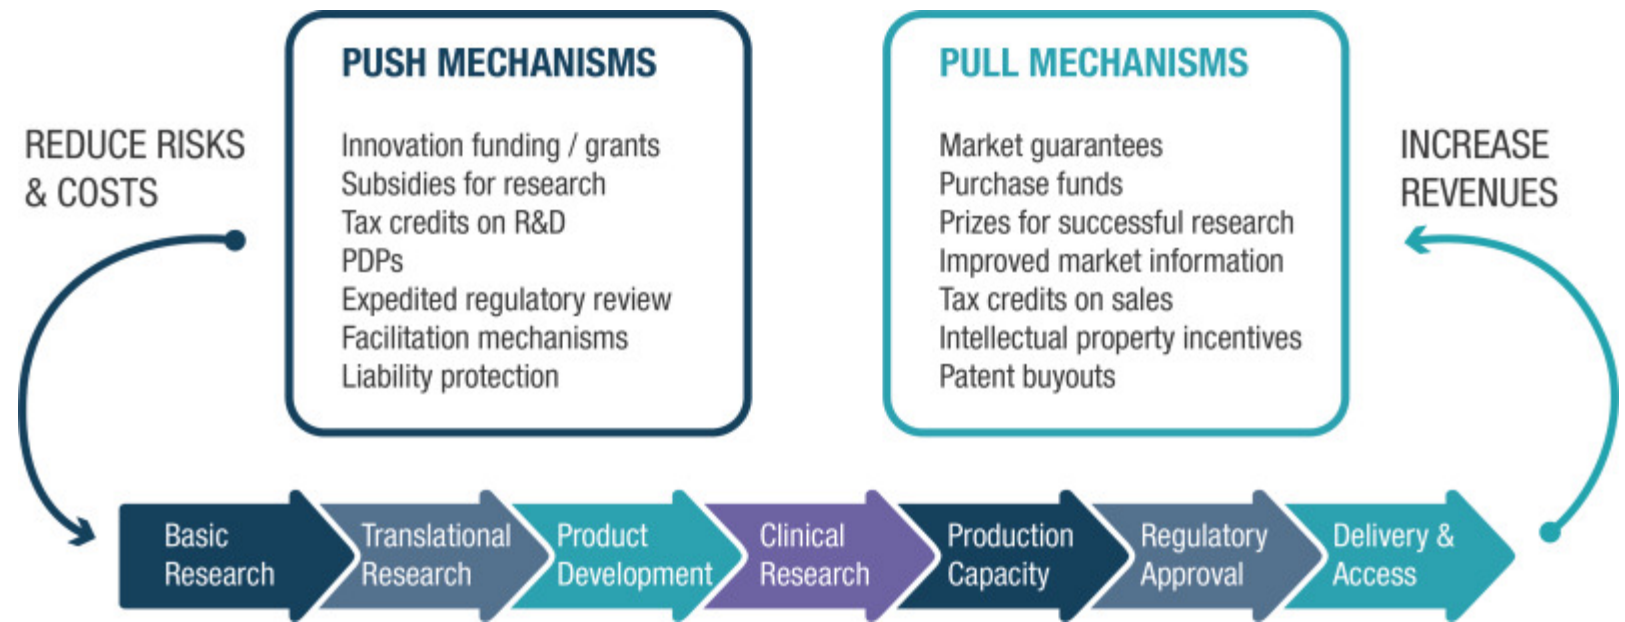 PUSH MECHANISMS
Innovation funding / grants
Subsidies for research
Tax credits on R&D
PDPs
Expedited regulatory review
Facilitation mechanisms
Liability protection
PULL MECHANISMS
Market guarantees
Purchase funds
Prizes for successful research
Improved market information
Tax credits on sales
Intellectual property incentives
Patent buyouts
REDUCE RISKS
& COSTS
INCREASE
REVENUES
Basic
Research
Translational
Research
Product
Development
Clinical
Research
Production
Capacity
Regulatory
Approval
Delivery &
Access